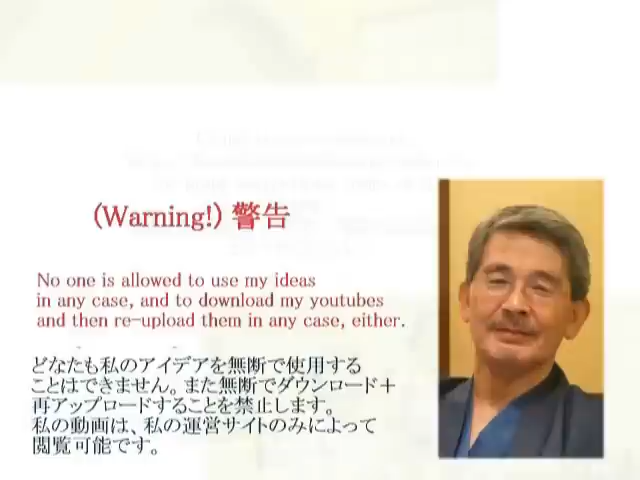 (Warning!) 警告
No one is allowed to use my ideas
in any case, and to download my youtubes
and then re-upload them in any case, either.
どなたも私のアイデアを無断で使用する
ことはできません。また無断でダウンロード＋
再アップロードすることを禁止します。
私の動画は、私の運営サイトのみによって
閲覧可能です。